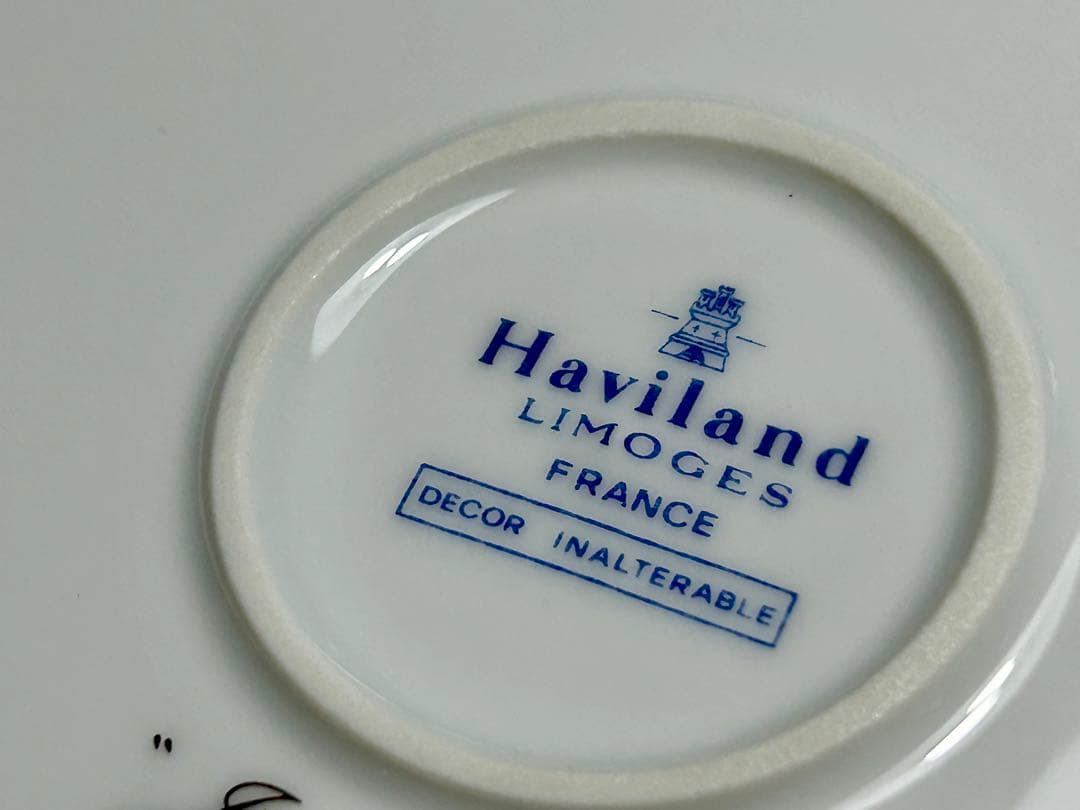 Haviland
LIMOGES
FRANCE
DECOR INALTERABLE
"